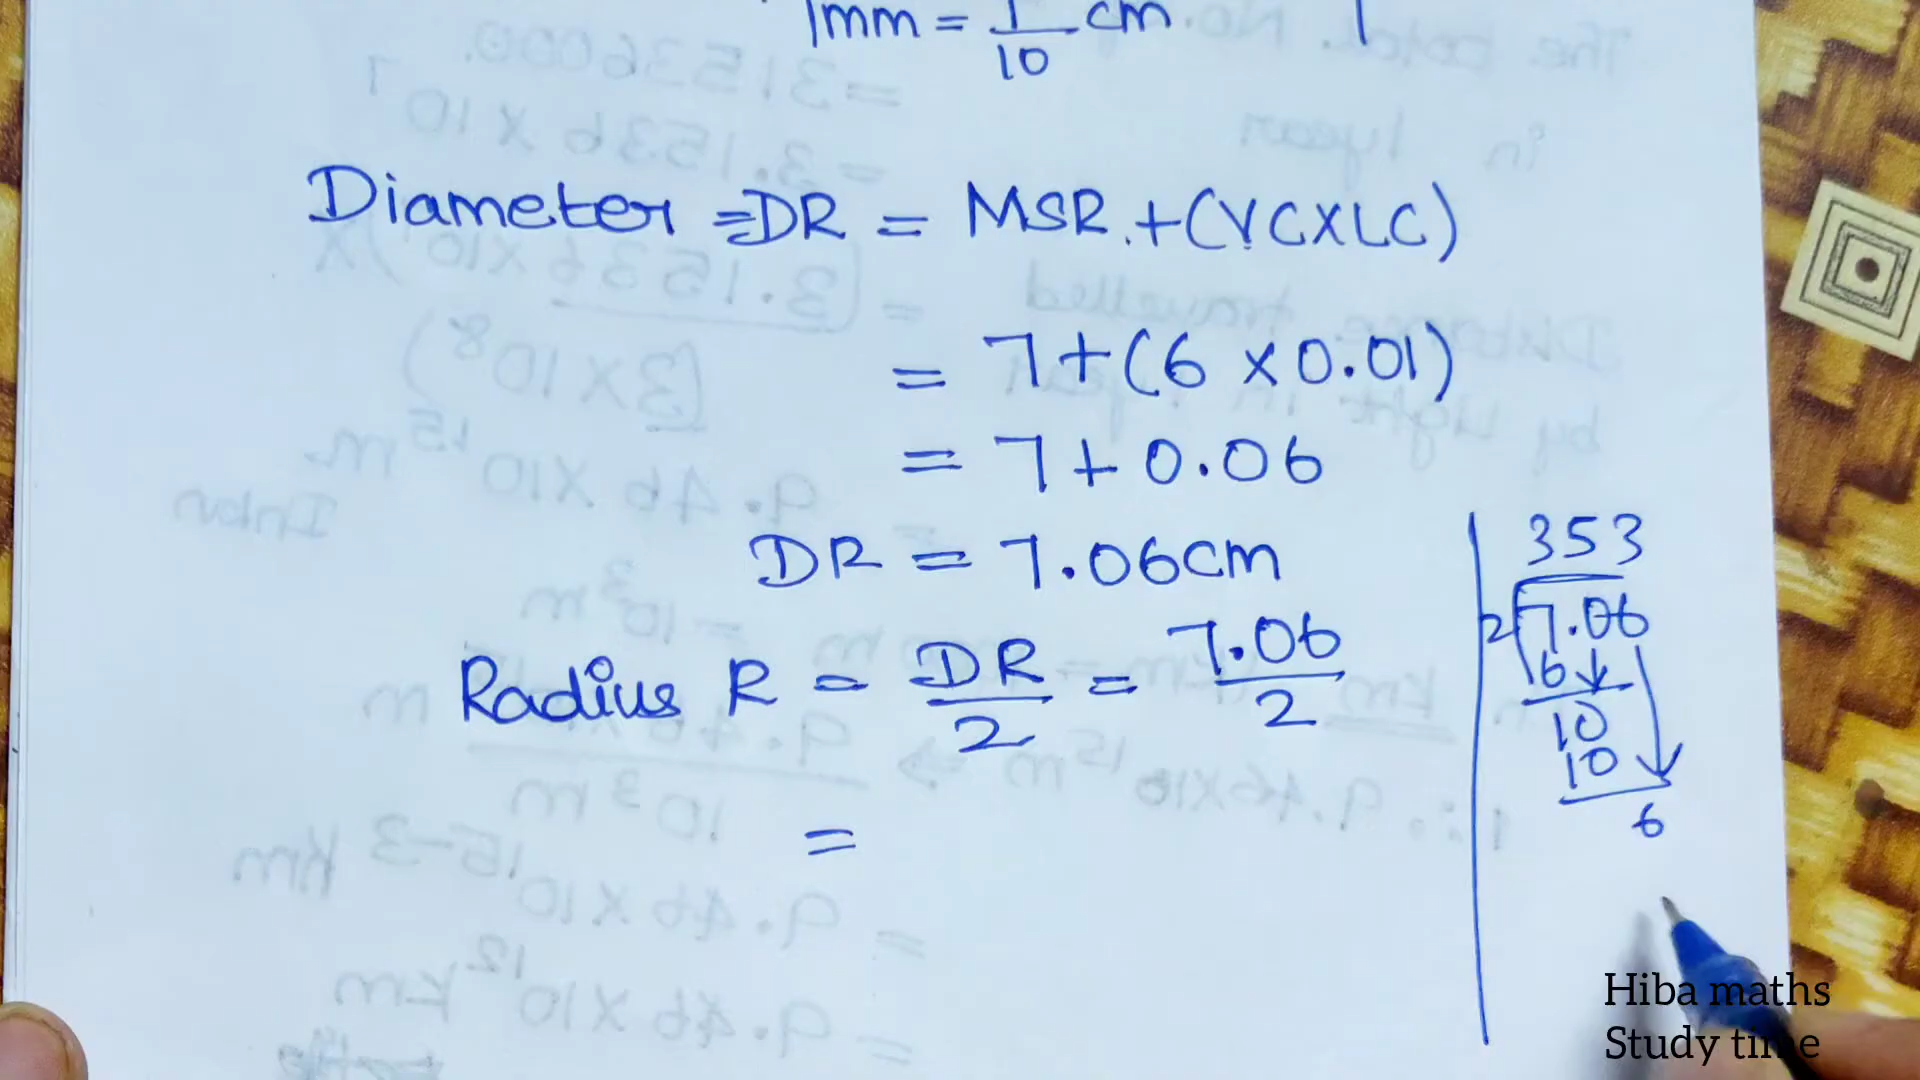 1mm = 1/10 cm
Diameter = DR = MSR + (VC X LC)
= 7 + (6 x 0.01)
= 7 + 0.06
DR = 7.06cm
Radius R = DR/2 = 7.06/2
=
353
2 7.06
6
10
10
6
Hiba maths
Study time